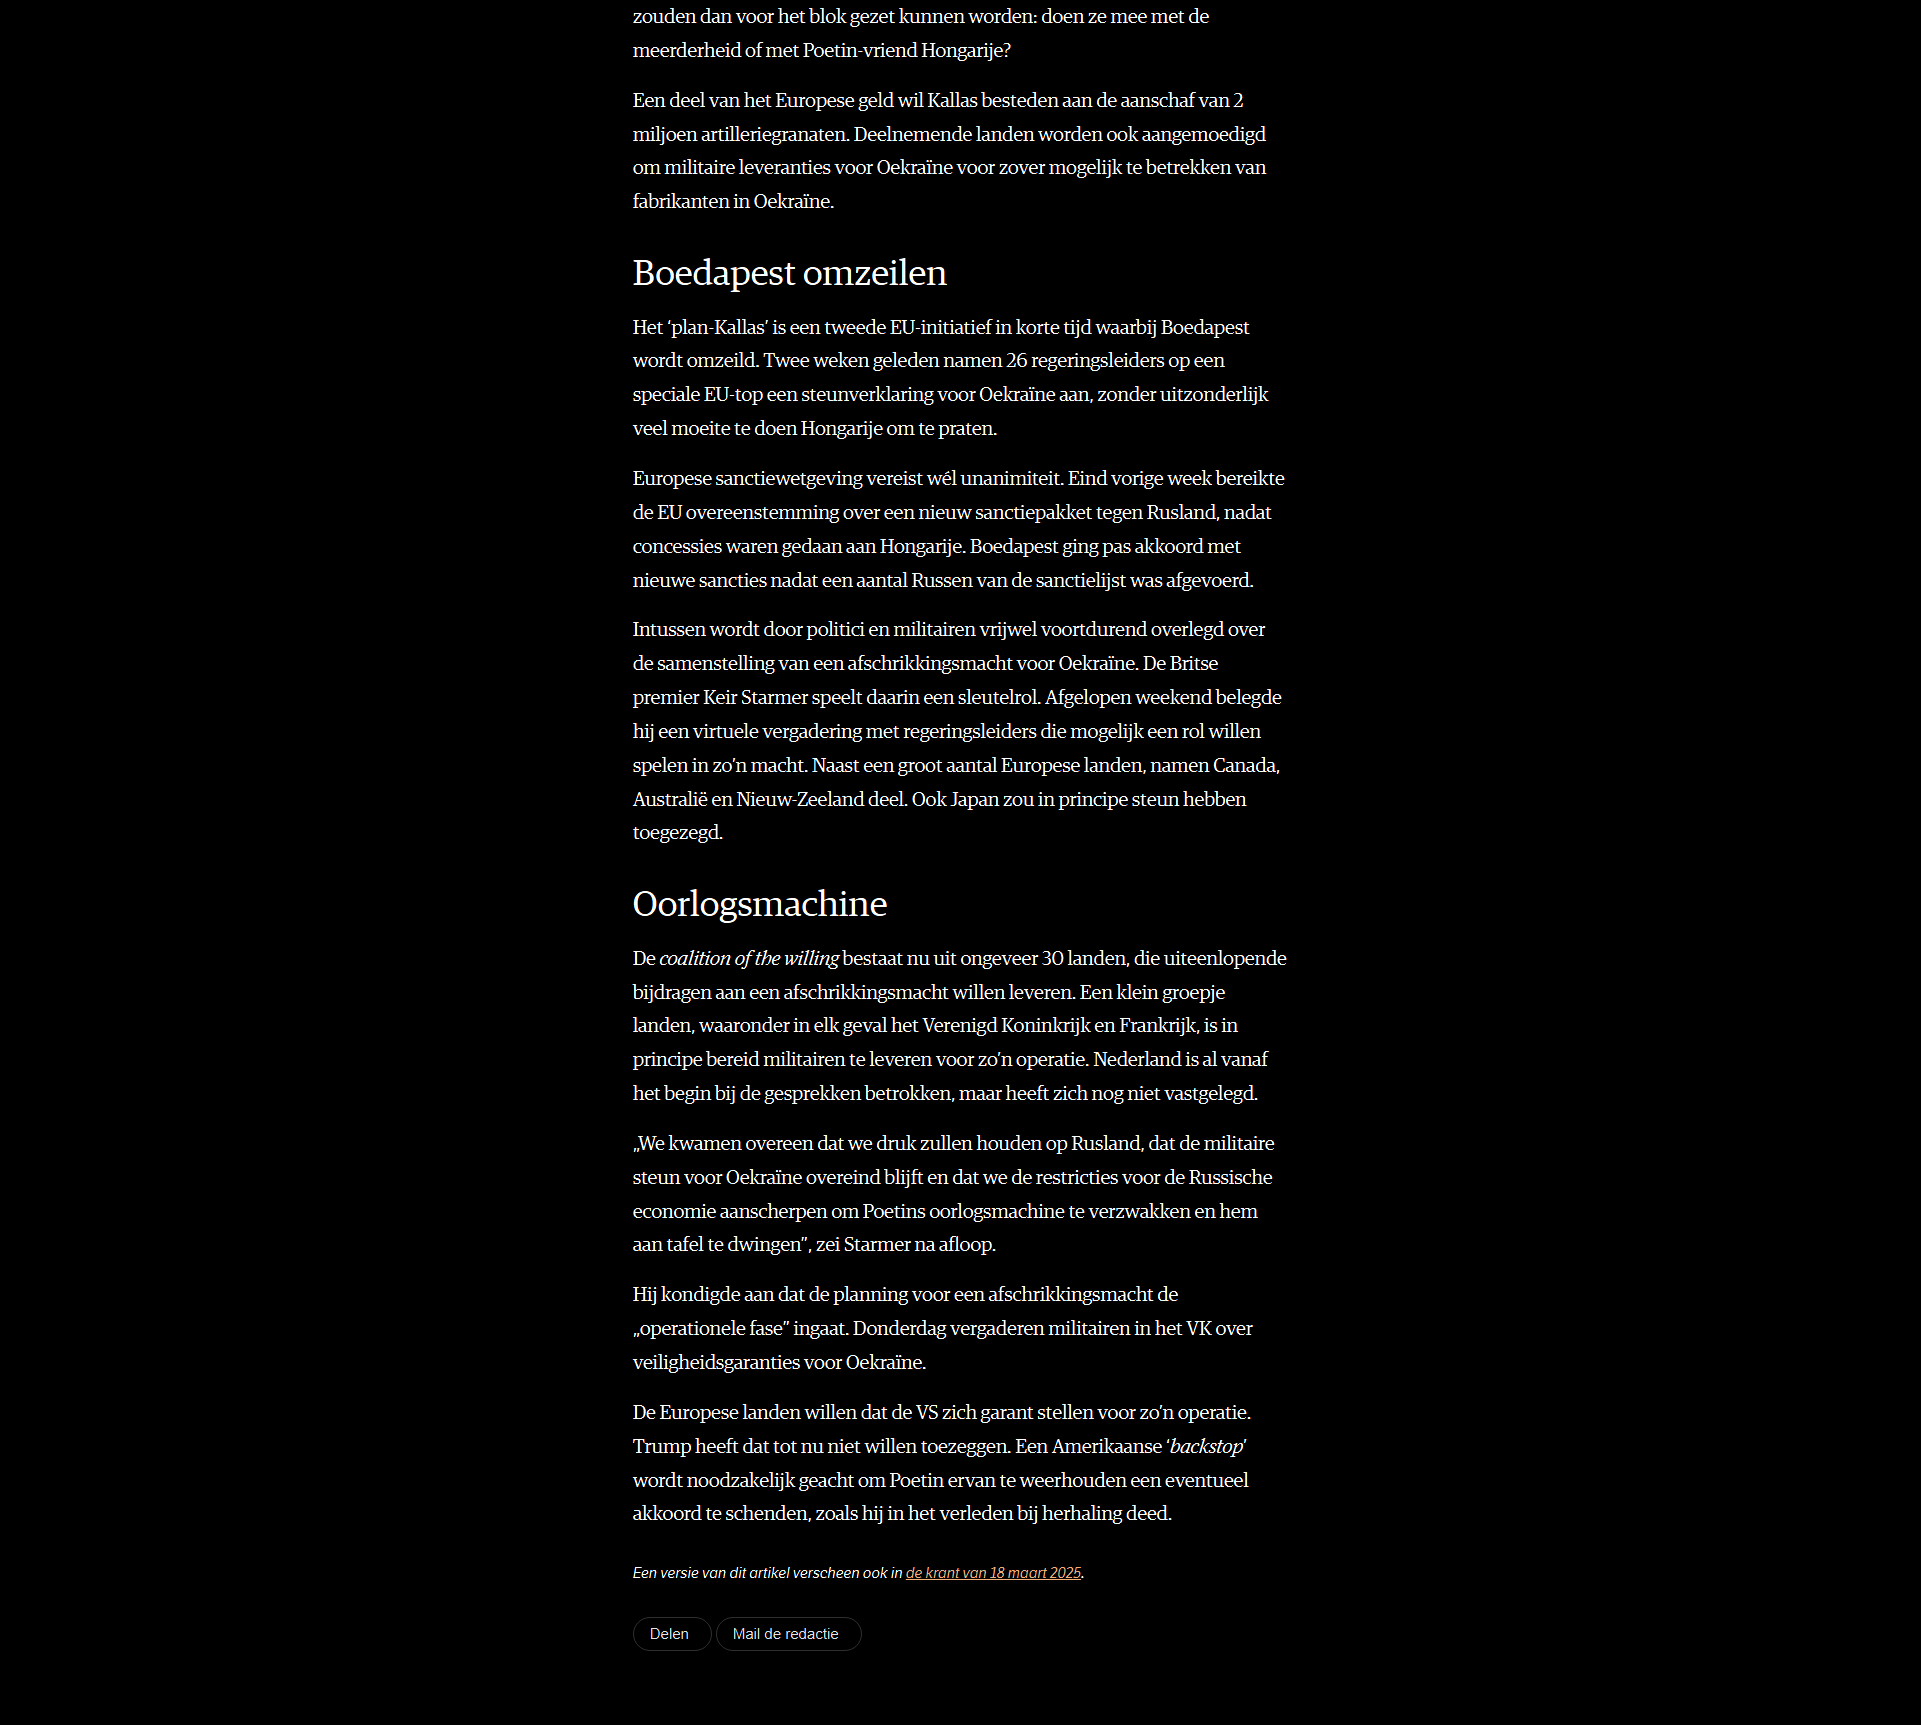 zouden dan voor het blok gezet kunnen worden: doen ze mee met de
meerderheid of met Poetin-vriend Hongarije?
Een deel van het Europese geld wil Kallas besteden aan de aanschaf van 2
miljoen artilleriegranaten. Deelnemende landen worden ook aangemoedigd
om militaire leveranties voor Oekraïne voor zover mogelijk te betrekken van
fabrikanten in Oekraïne.
Boedapest omzeilen
Het ‘plan-Kallas’ is een tweede EU-initiatief in korte tijd waarbij Boedapest
wordt omzeild. Twee weken geleden namen 26 regeringsleiders op een
speciale EU-top een steunverklaring voor Oekraïne aan, zonder uitzonderlijk
veel moeite te doen Hongarije om te praten.
Europese sanctiewetgeving vereist wél unanimiteit. Eind vorige week bereikte
de EU overeenstemming over een nieuw sanctiepakket tegen Rusland, nadat
concessies waren gedaan aan Hongarije. Boedapest ging pas akkoord met
nieuwe sancties nadat een aantal Russen van de sanctielijst was afgevoerd.
Intussen wordt door politici en militairen vrijwel voortdurend overlegd over
de samenstelling van een afschrikkingsmacht voor Oekraïne. De Britse
premier Keir Starmer speelt daarin een sleutelrol. Afgelopen weekend belegde
hij een virtuele vergadering met regeringsleiders die mogelijk een rol willen
spelen in zo’n macht. Naast een groot aantal Europese landen, namen Canada,
Australië en Nieuw-Zeeland deel. Ook Japan zou in principe steun hebben
toegezegd.
Oorlogsmachine
De coalition of the willing bestaat nu uit ongeveer 30 landen, die uiteenlopende
bijdragen aan een afschrikkingsmacht willen leveren. Een klein groepje
landen, waaronder in elk geval het Verenigd Koninkrijk en Frankrijk, is in
principe bereid militairen te leveren voor zo’n operatie. Nederland is al vanaf
het begin bij de gesprekken betrokken, maar heeft zich nog niet vastgelegd.
„We kwamen overeen dat we druk zullen houden op Rusland, dat de militaire
steun voor Oekraïne overeind blijft en dat we de restricties voor de Russische
economie aanscherpen om Poetins oorlogsmachine te verzwakken en hem
aan tafel te dwingen”, zei Starmer na afloop.
Hij kondigde aan dat de planning voor een afschrikkingsmacht de
„operationele fase” ingaat. Donderdag vergaderen militairen in het VK over
veiligheidsgaranties voor Oekraïne.
De Europese landen willen dat de VS zich garant stellen voor zo’n operatie.
Trump heeft dat tot nu niet willen toezeggen. Een Amerikaanse ‘backstop’
wordt noodzakelijk geacht om Poetin ervan te weerhouden een eventueel
akkoord te schenden, zoals hij in het verleden bij herhaling deed.
Een versie van dit artikel verscheen ook in de krant van 18 maart 2025.
Delen Mail de redactie